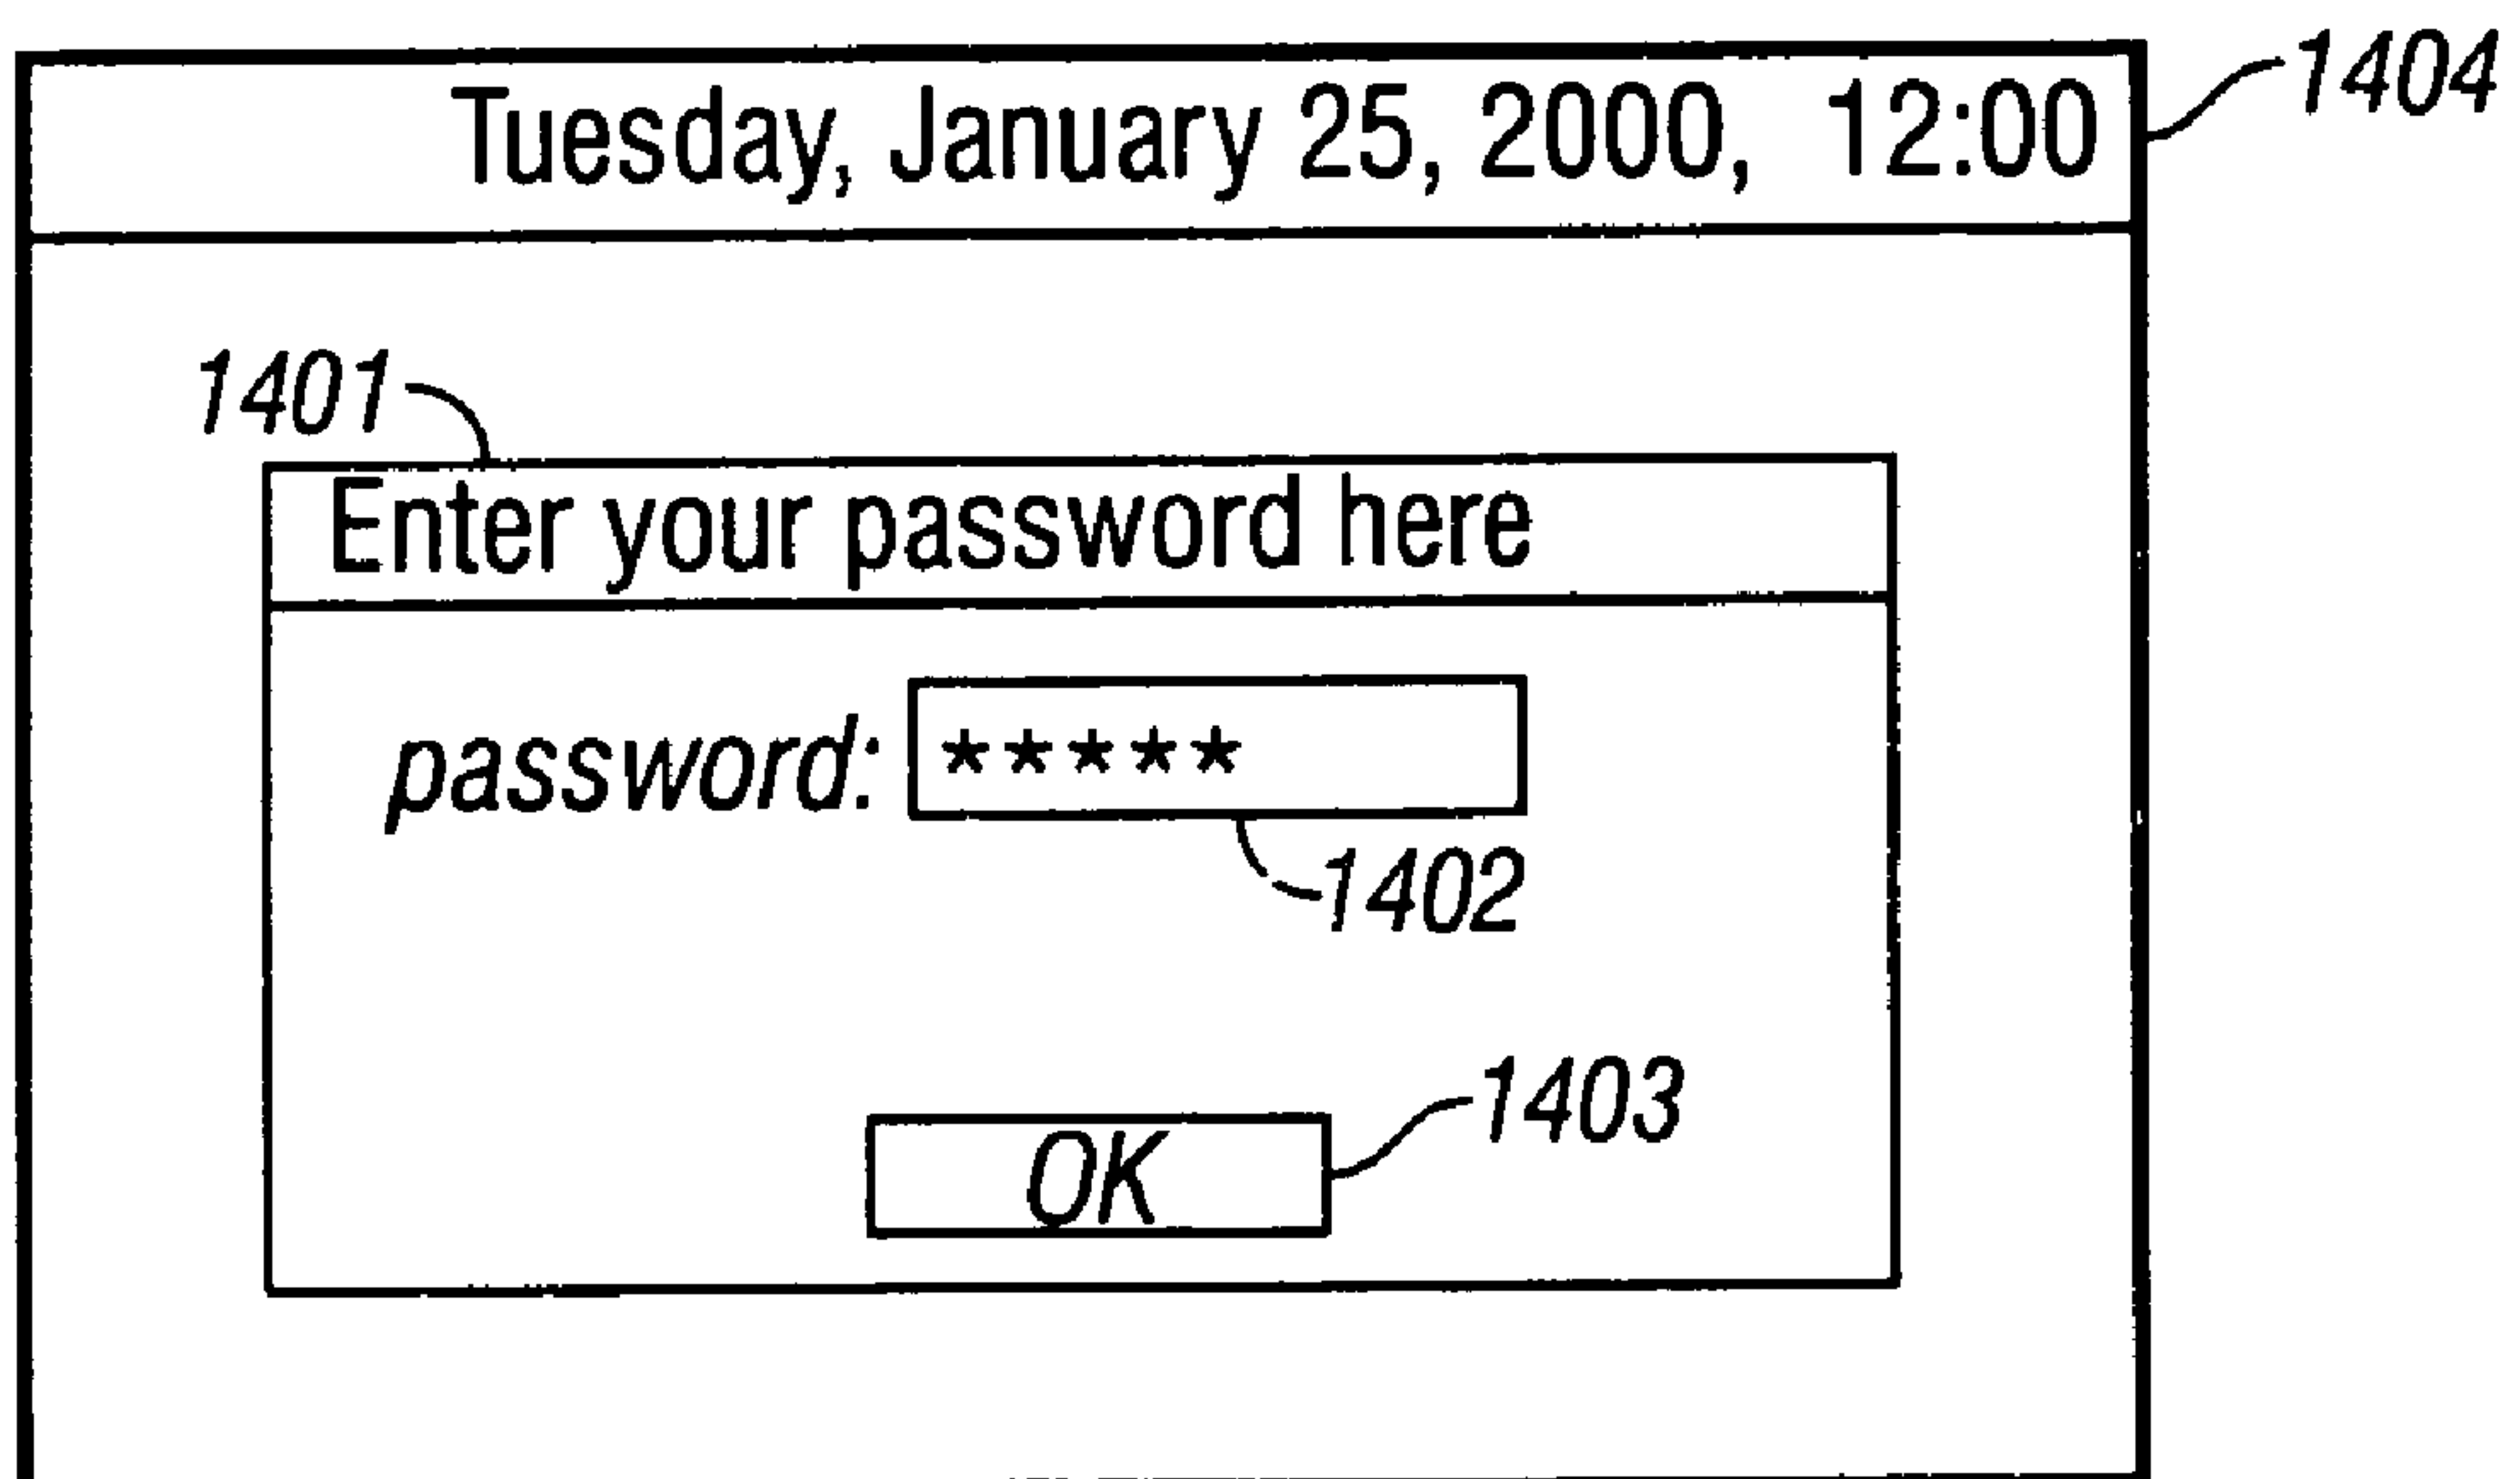 1404
Tuesday, January 25, 2000, 12:00
1401
Enter your password here
password: *****
1402
1403
OK